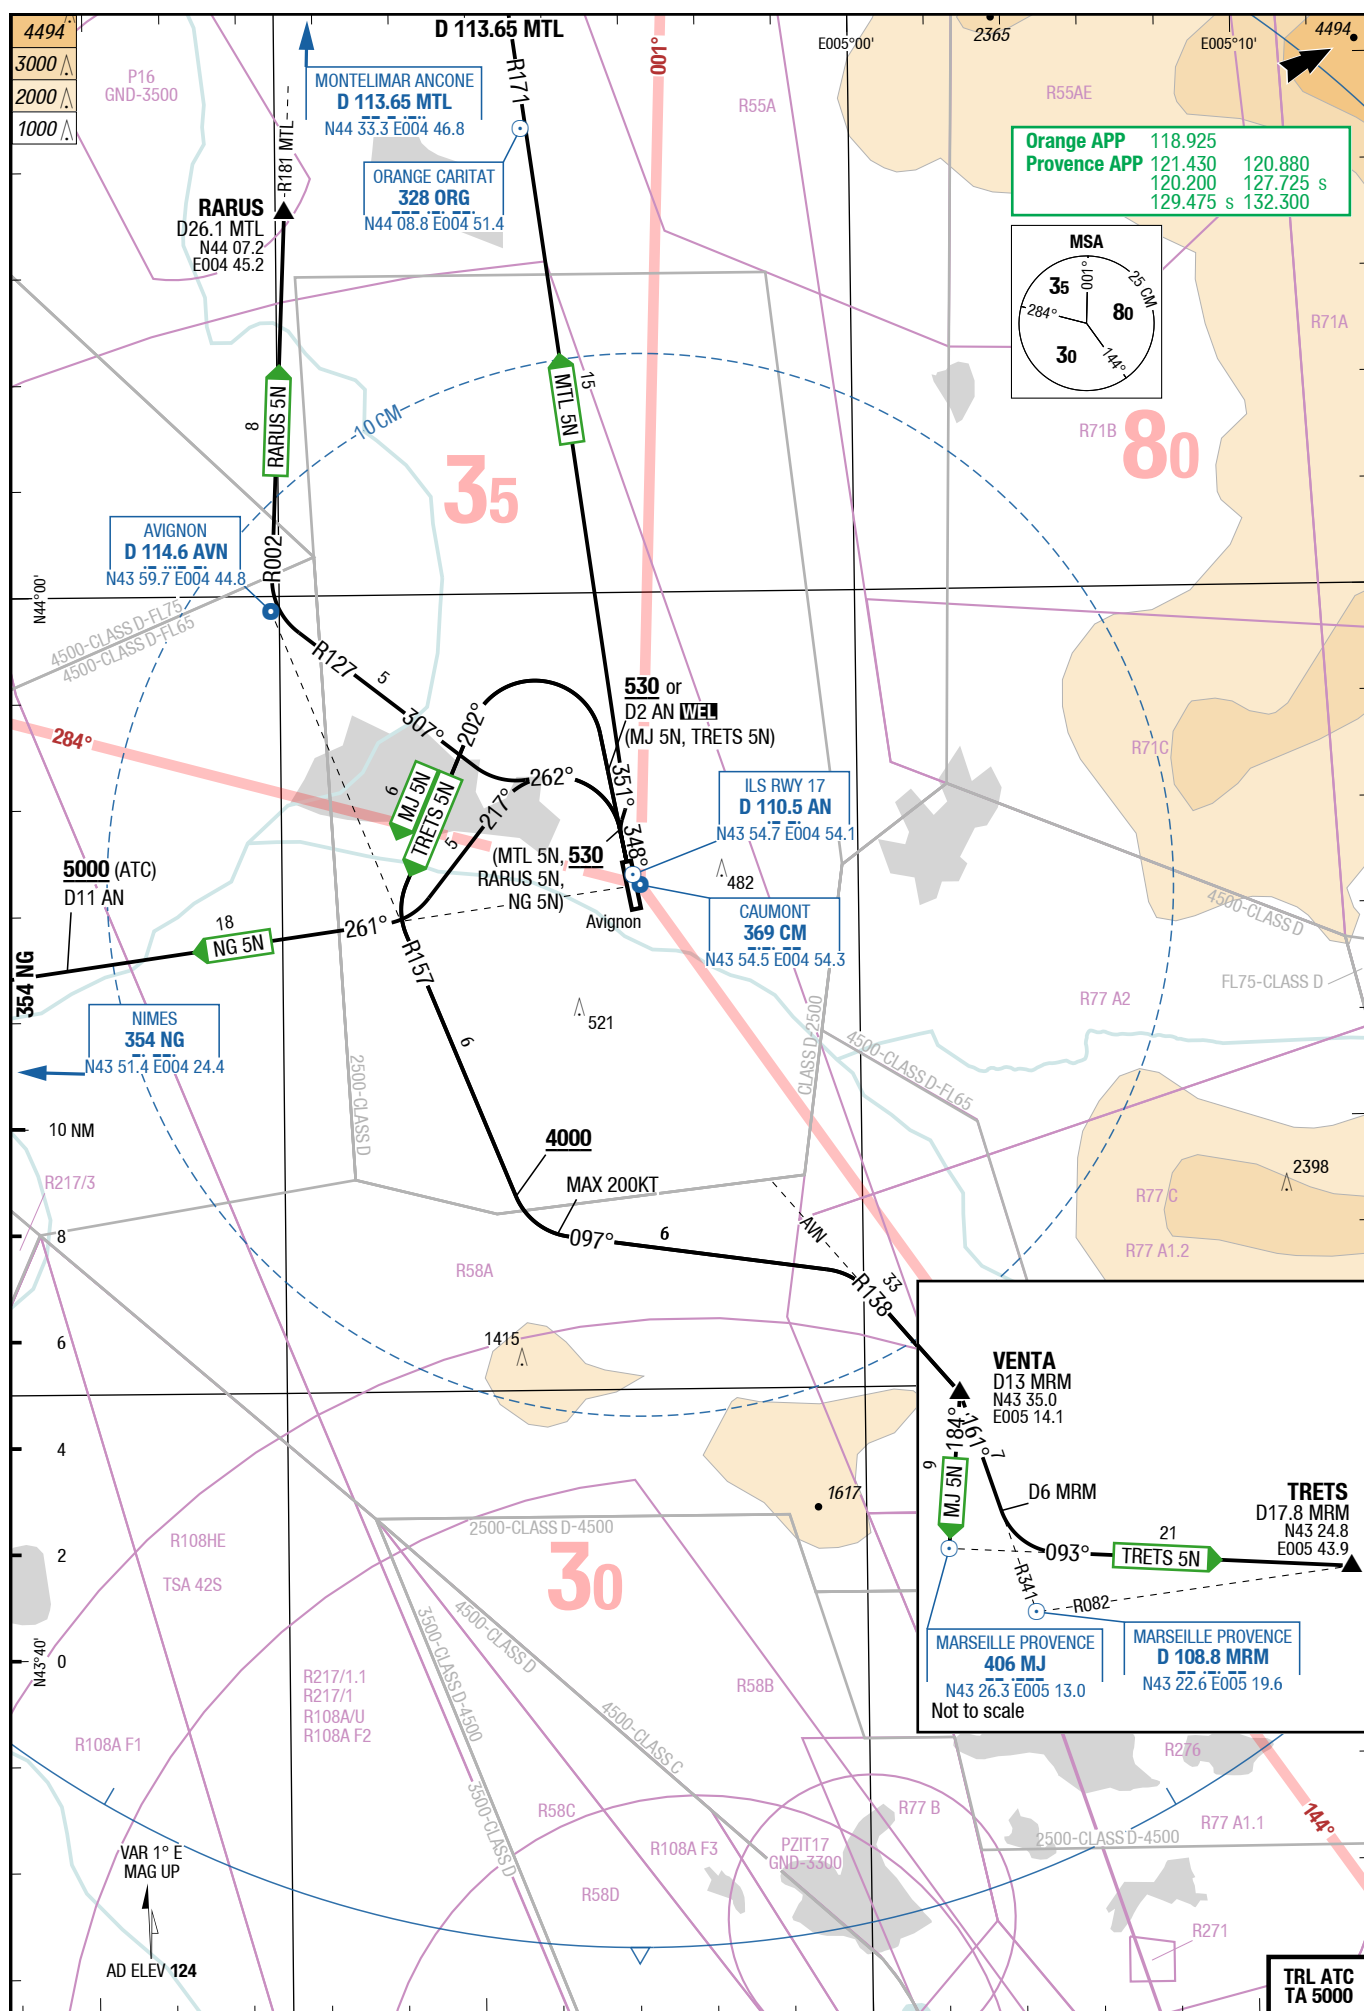 4494
3000
2000
1000
P16
GND-3500
D 113.65 MTL
R171
001°
E005°00'
2365
E005°10'
4494
MONTELIMAR ANCONE
D 113.65 MTL
N44 33.3 E004 46.8
R55A
R55AE
Orange APP 118.925
Provence APP 121.430 120.880
120.200 127.725 s
129.475 s 132.300
R181 MTL
ORANGE CARITAT
328 ORG
N44 08.8 E004 51.4
RARUS
D26.1 MTL
N44 07.2
E004 45.2
MSA
001°
25 CM
35
284°
80
30
144°
R71A
8
RARUS 5N
10 CM
15
MTL 5N
35
R71B
80
AVIGNON
D 114.6 AVN
N43 59.7 E004 44.8
R002
N44°00'
4500-CLASS D-FL75
4500-CLASS D-FL65
R127
5
307°
202°
530 or
D2 AN WEL
(MJ 5N, TRETS 5N)
284°
R71C
262°
351°
6
MJ 5N
TRETS 5N
217°
5
ILS RWY 17
D 110.5 AN
N43 54.7 E004 54.1
348°
(MTL 5N, 530
RARUS 5N,
NG 5N)
482
5000 (ATC)
D11 AN
Avignon
CAUMONT
369 CM
N43 54.5 E004 54.3
4500-CLASS D
18
NG 5N
261°
R157
354 NG
FL75-CLASS D
R77 A2
NIMES
354 NG
N43 51.4 E004 24.4
521
6
2500-CLASS D
CLASS D-2500
4500-CLASS D-FL65
10 NM
4000
R217/3
MAX 200KT
2398
R77 C
8
097°
6
AVN
R77 A1.2
R58A
33
R138
6
1415
VENTA
D13 MRM
N43 35.0
E005 14.1
4
184°
161°
7
9
MJ 5N
1617
D6 MRM
TRETS
D17.8 MRM
N43 24.8
E005 43.9
2500-CLASS D-4500
R108HE
2
21
093°
TRETS 5N
TSA 42S
30
R341
R082
3500-CLASS D-4500
4500-CLASS D
MARSEILLE PROVENCE
406 MJ
N43 26.3 E005 13.0
MARSEILLE PROVENCE
D 108.8 MRM
N43 22.6 E005 19.6
Not to scale
N43°40'
0
R217/1.1
R217/1
R108A/U
R108A F2
R58B
4500-CLASS C
R108A F1
R276
3500-CLASS D
R58C
R77 B
R77 A1.1
144°
R108A F3
PZIT17
GND-3300
2500-CLASS D-4500
VAR 1° E
MAG UP
R58D
R271
AD ELEV 124
TRL ATC
TA 5000